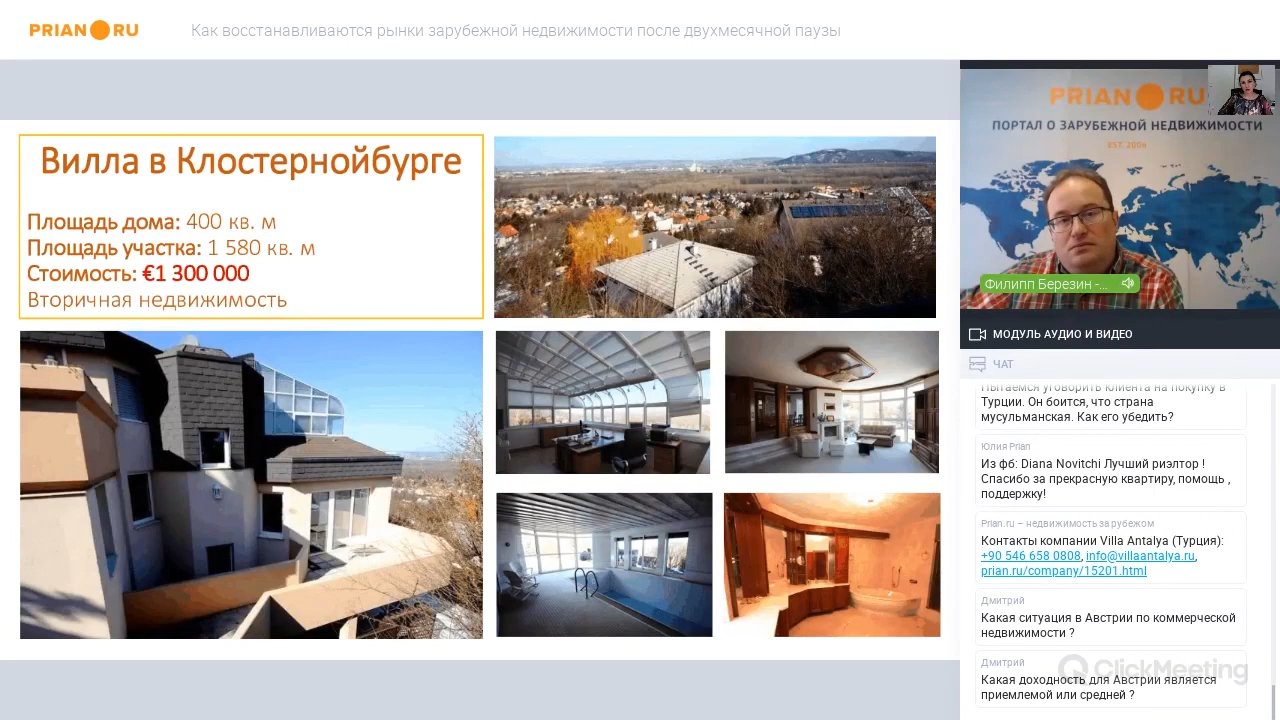 PRIAN RU
Как восстанавливаются рынки зарубежной недвижимости после двухмесячной паузы
Вилла в Клостернойбурге
Площадь дома: 400 кв. м
Площадь участка: 1 580 кв. м
Стоимость: €1 300 000
Вторичная недвижимость
PRIAN RU
ПОРТАЛ О ЗАРУБЕЖНОЙ НЕДВИЖИМОСТИ
EST. 2006
Филипп Березин -...
МОДУЛЬ АУДИО И ВИДЕО
ЧАТ
Пытаемся уговорить клиента на покупку в
Турции. Он боится, что страна
мусульманская. Как его убедить?
Юлия Prian
Из фб: Diana Novitchi Лучший риэлтор !
Спасибо за прекрасную квартиру, помощь ,
поддержку!
Prian.ru – недвижимость за рубежом
Контакты компании Villa Antalya (Турция):
+90 546 658 0808, info@villaantalya.ru,
prian.ru/company/15201.html
Дмитрий
Какая ситуация в Австрии по коммерческой
недвижимости ?
Дмитрий
ClickMeeting
Какая доходность для Австрии является
приемлемой или средней ?